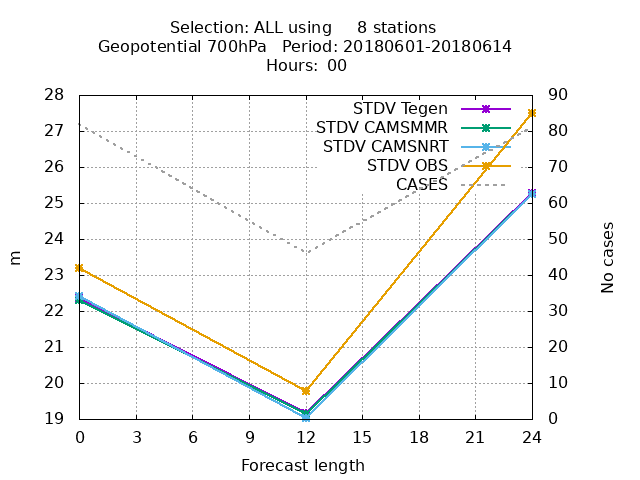 Selection: ALL using     8 stations
Geopotential 700hPa   Period: 20180601-20180614
Hours: 00
28 90
STDV Tegen
STDV CAMSMMR
27 80
STDV CAMSNRT
26 70
STDV OBS
CASES
25 60
24 50
m
No cases
23 40
22 30
21 20
20 10
19 0
0 3 6 9 12 15 18 21 24
Forecast length